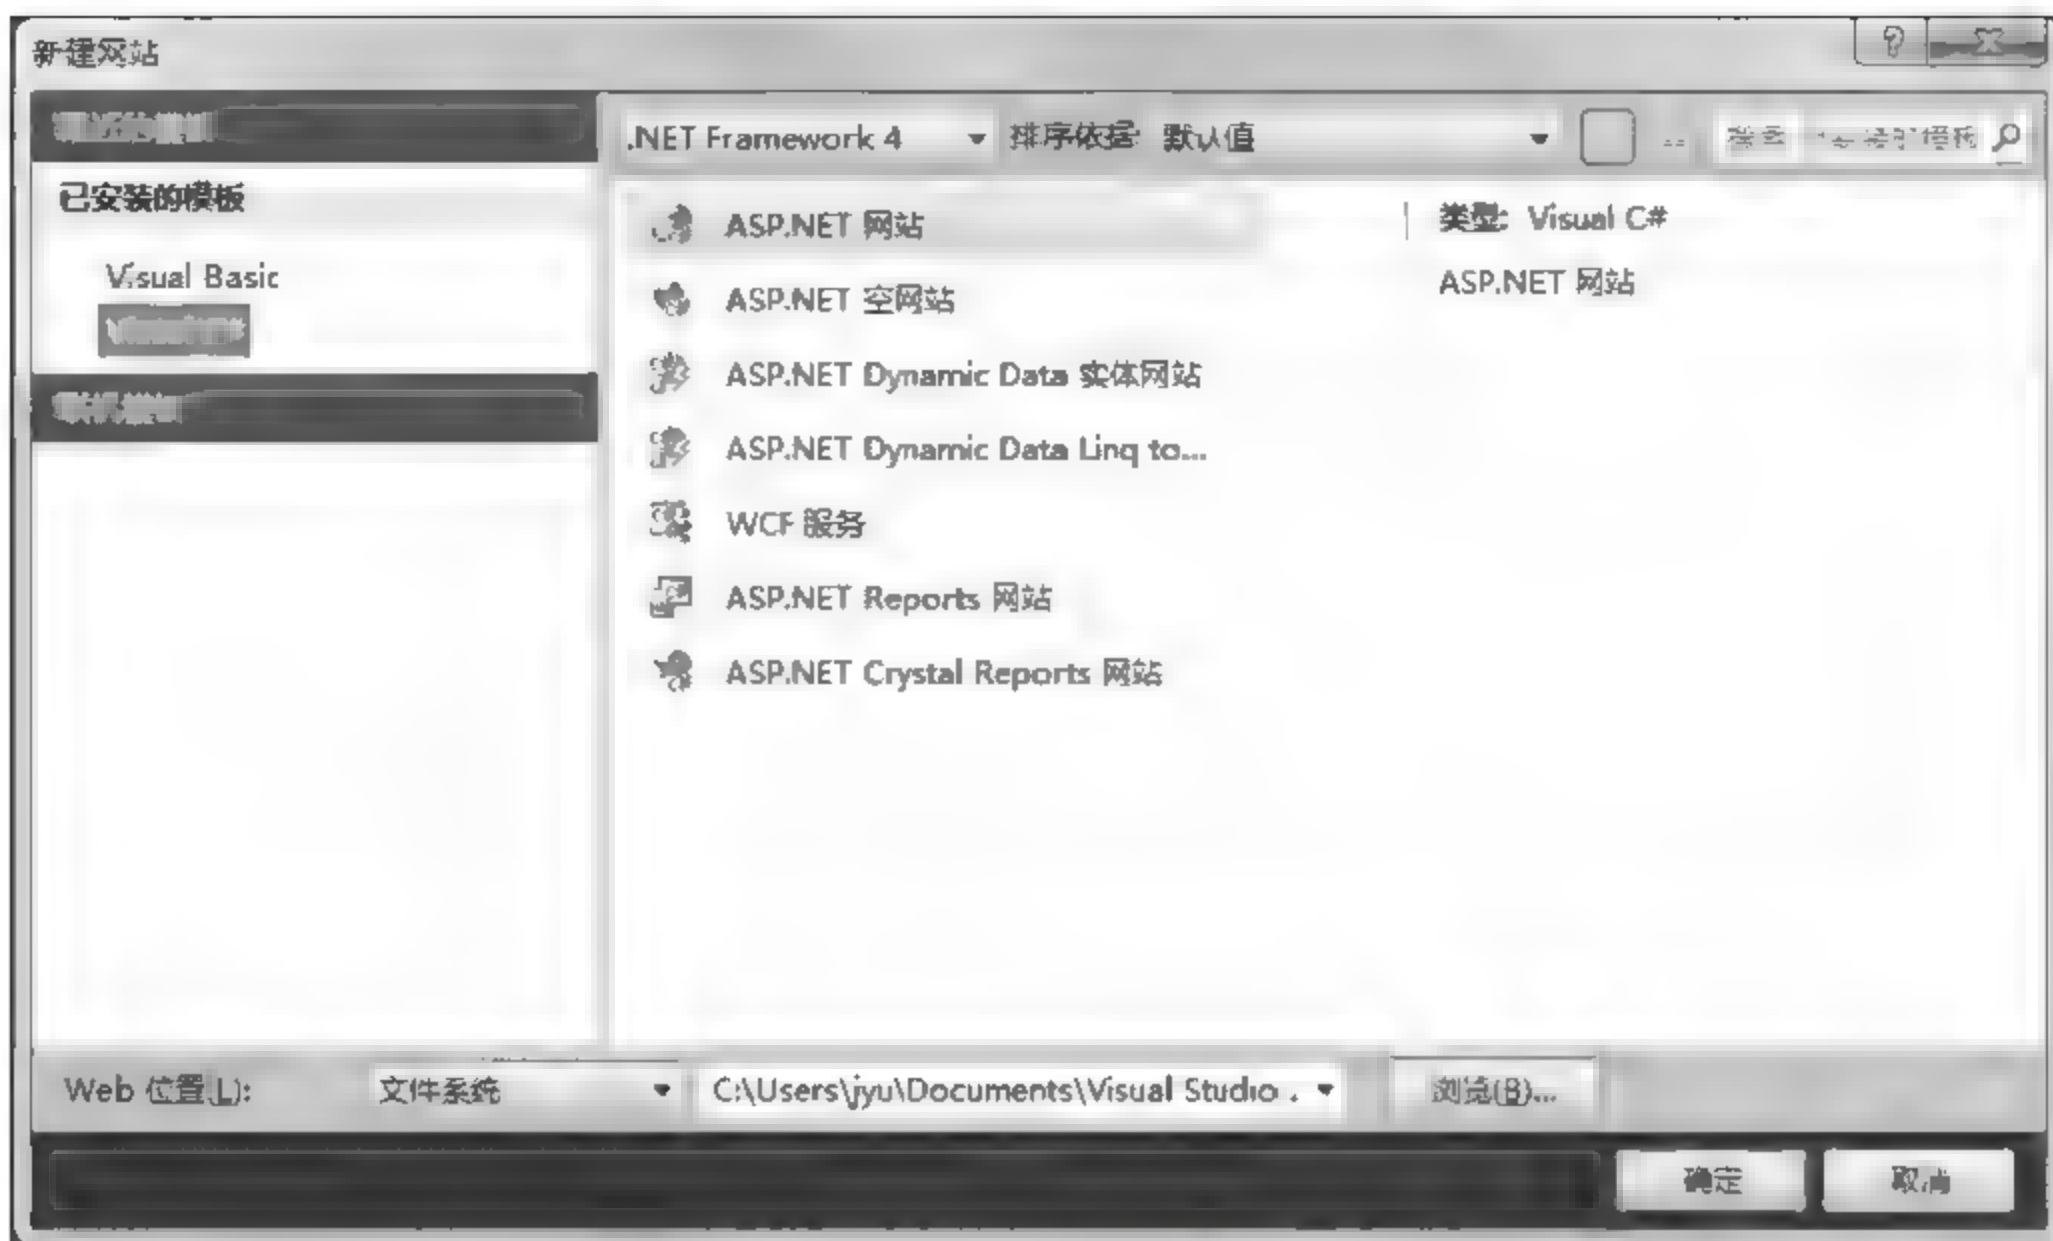 新建网站
.NET Framework 4
排序依据: 默认值
已安装的模板
Visual Basic
ASP.NET 网站
ASP.NET 空网站
ASP.NET Dynamic Data 实体网站
ASP.NET Dynamic Data Linq to...
WCF 服务
ASP.NET Reports 网站
ASP.NET Crystal Reports 网站
类型: Visual C#
ASP.NET 网站
Web 位置(L):
文件系统
C:\Users\jyu\Documents\Visual Studio .
浏览(B)...
确定
取消